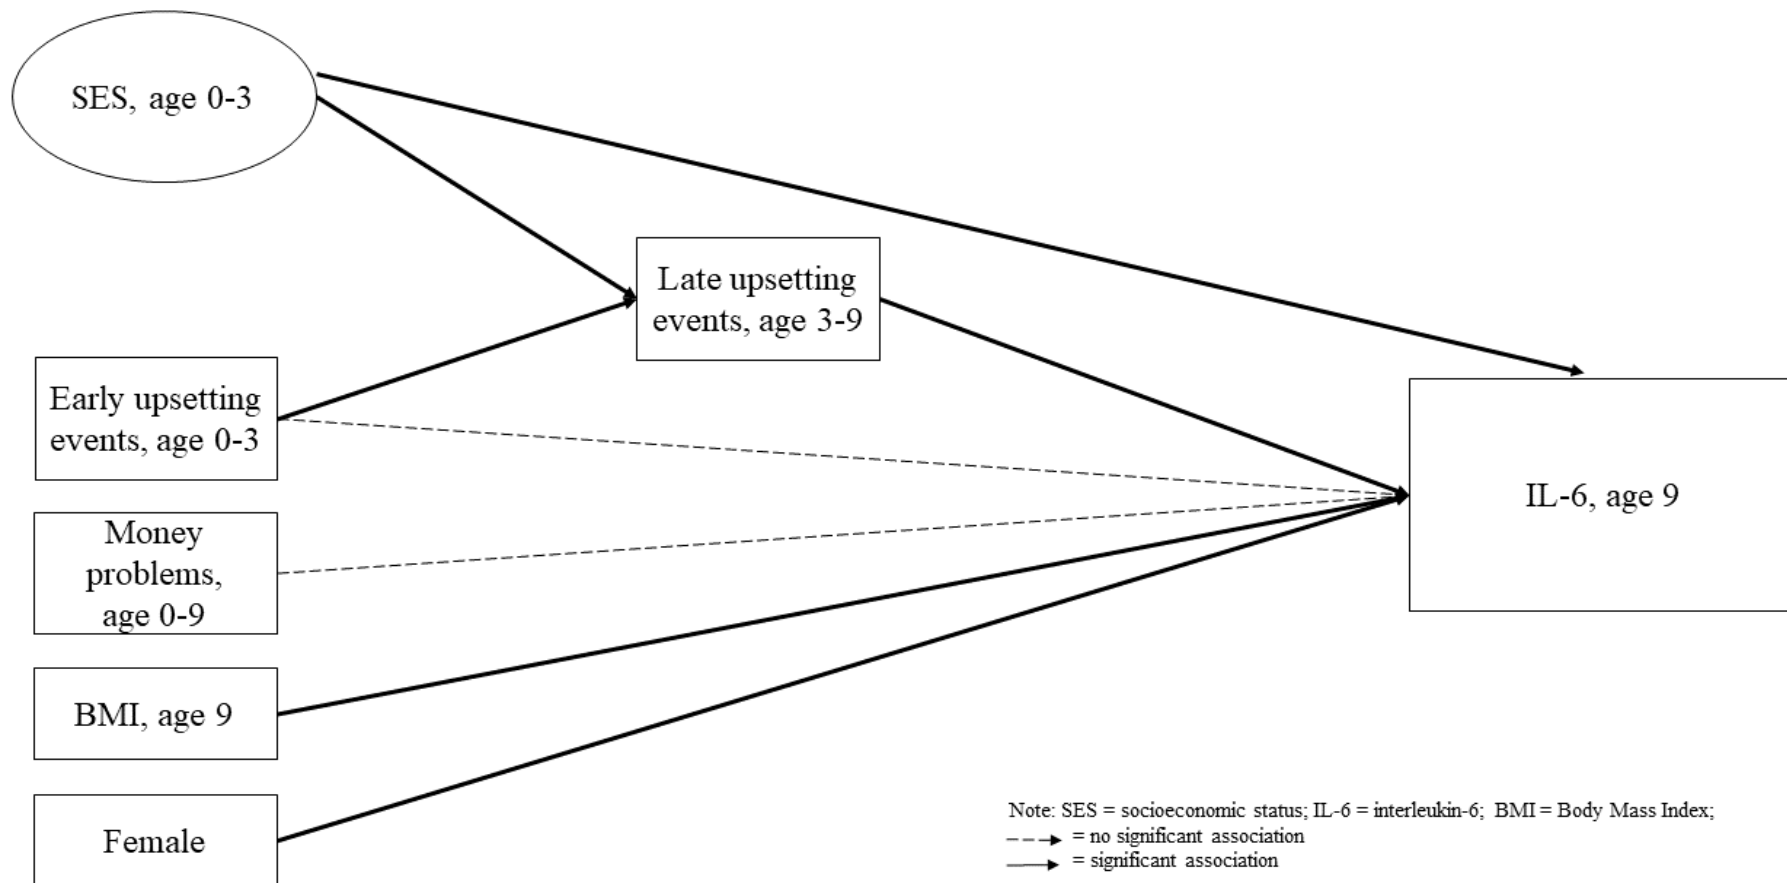 SES, age 0-3
Late upsetting
events, age 3-9
Early upsetting
events, age 0-3
IL-6, age 9
Money
problems,
age 0-9
BMI, age 9
Female
Note: SES = socioeconomic status; IL-6 = interleukin-6; BMI = Body Mass Index;
= no significant association
= significant association